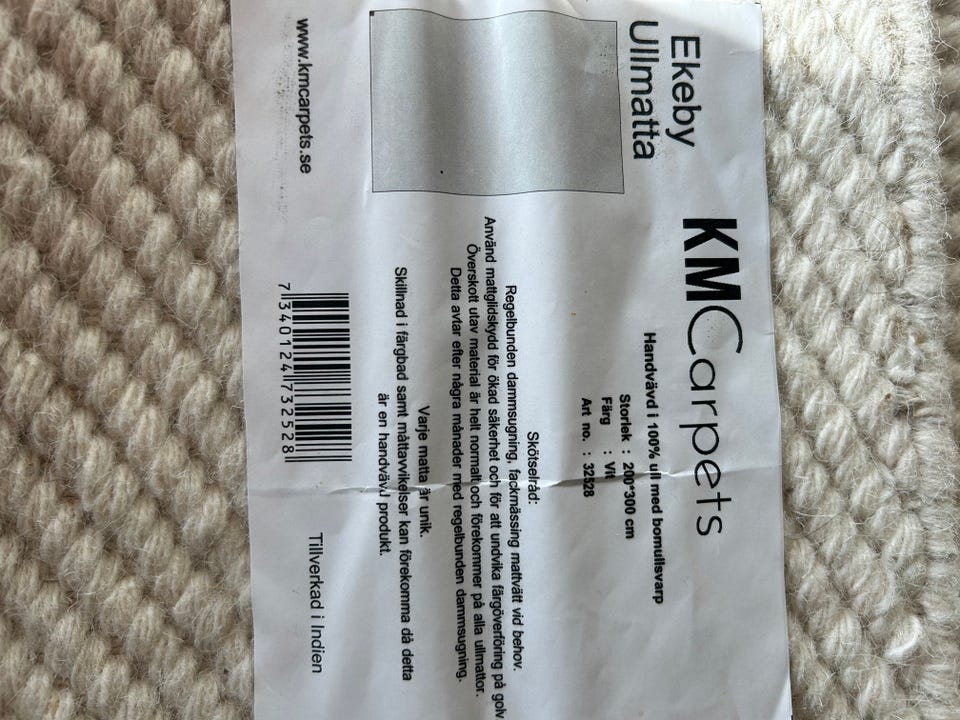 Ekeby
Ullmatta
KMCarpets
Handvävd i 100% ull med bomullsvarp
Storlek : 200*300 cm
Färg : Vit
Art no. : 32528
Skötselråd:
Regelbunden dammsugning, fackmässing mattvätt vid behov.
Använd mattglidskydd för ökad säkerhet och för att undvika färgöverföring på golv
Överskott utav material är helt normalt och förekommer på alla ullmattor.
Detta avtar efter några månader med regelbunden dammsugning.
Varje matta är unik.
Skillnad i färgbad samt måttavvikelser kan förekomma då detta
är en handvävd produkt.
www.kmcarpets.se
7340124732528
Tillverkad i Indien